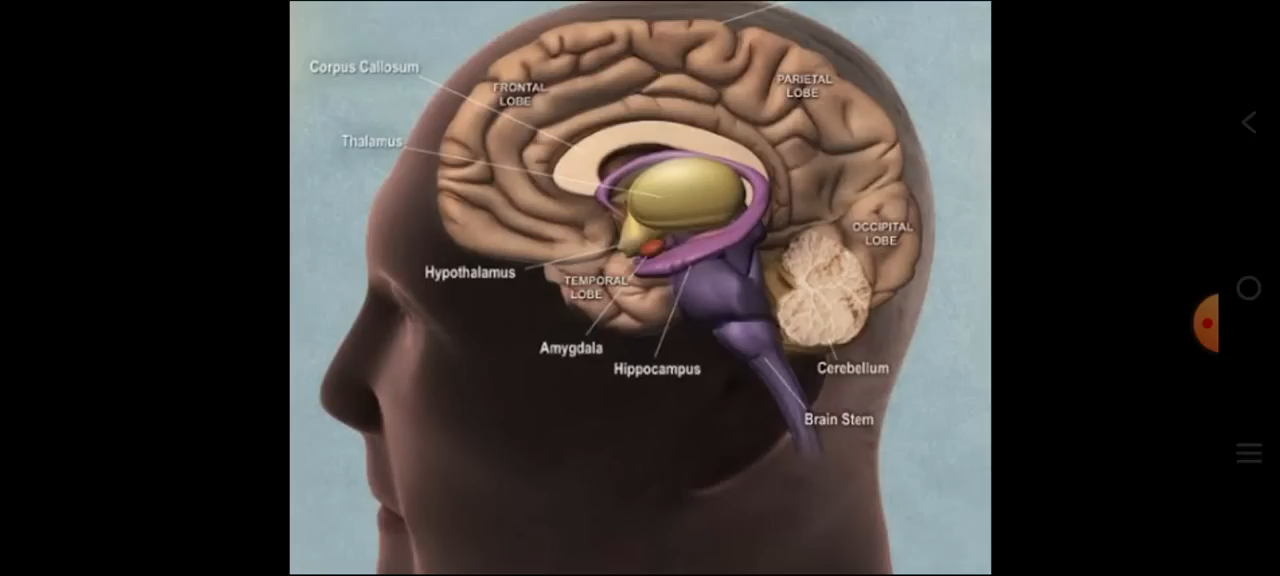 Corpus Callosum
FRONTAL
LOBE
PARIETAL
LOBE
Thalamus
OCCIPITAL
LOBE
Hypothalamus
TEMPORAL
LOBE
Amygdala
Hippocampus
Cerebellum
Brain Stem